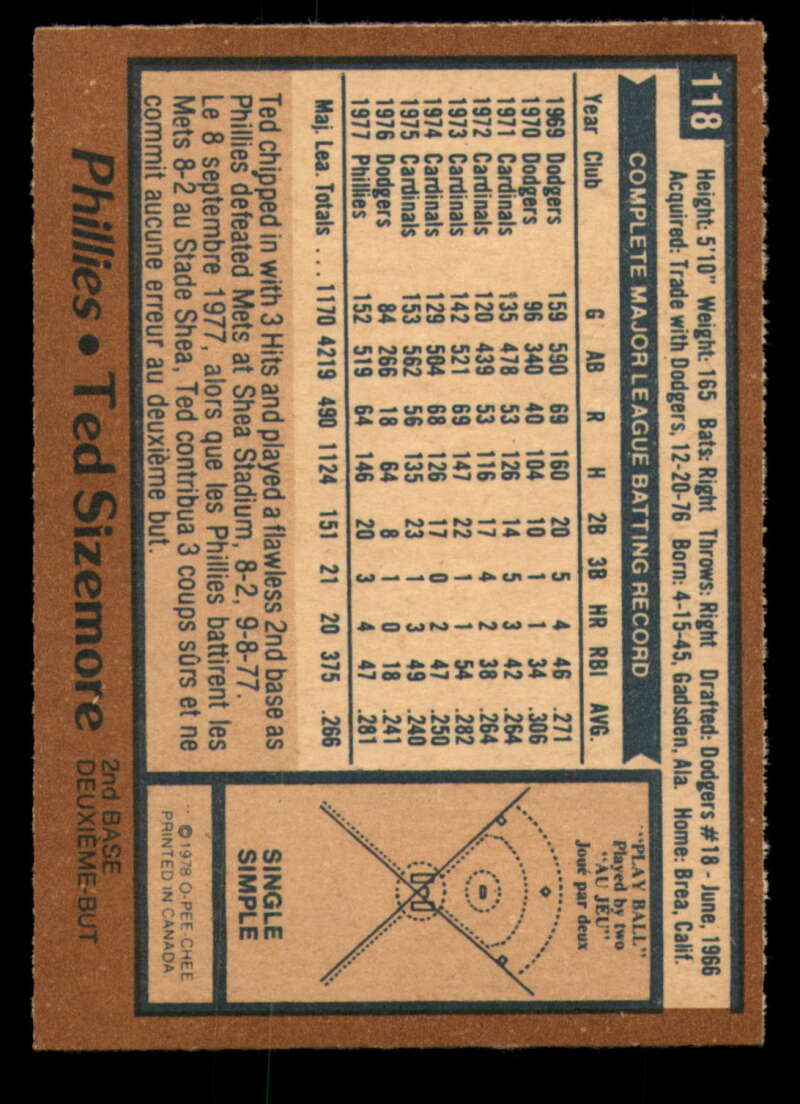 118
Height: 5'10" Weight: 165 Bats: Right Throws: Right Drafted: Dodgers #18 - June, 1966
Acquired: Trade with Dodgers, 12-20-76 Born: 4-15-45, Gadsden, Ala. Home: Brea, Calif.
COMPLETE MAJOR LEAGUE BATTING RECORD
Year Club G AB R H 2B 3B HR RBI AVG.
1969 Dodgers 159 590 69 160 20 5 4 46 .271
1970 Dodgers 96 340 40 104 10 1 1 34 .306
1971 Cardinals 135 478 53 126 14 5 3 42 .264
1972 Cardinals 120 439 53 116 17 4 2 38 .264
1973 Cardinals 142 521 69 147 22 1 1 54 .282
1974 Cardinals 129 504 68 126 17 0 2 47 .250
1975 Cardinals 153 562 56 135 23 1 3 49 .240
1976 Dodgers 84 266 18 64 8 1 0 18 .241
1977 Phillies 152 519 64 146 20 3 4 47 .281
Maj. Lea. Totals ... 1170 4219 490 1124 151 21 20 375 .266
Ted chipped in with 3 Hits and played a flawless 2nd base as
Phillies defeated Mets at Shea Stadium, 8-2, 9-8-77.
Le 8 septembre 1977, alors que les Phillies battirent les
Mets 8-2 au Stade Shea, Ted contribua 3 coups sûrs et ne
commit aucune erreur au deuxième but.
"PLAY BALL"
Played by two
"AU JEU"
Joué par deux
SINGLE
SIMPLE
©1978 O-PEE-CHEE
PRINTED IN CANADA
Phillies • Ted Sizemore
2nd BASE
DEUXIÈME-BUT